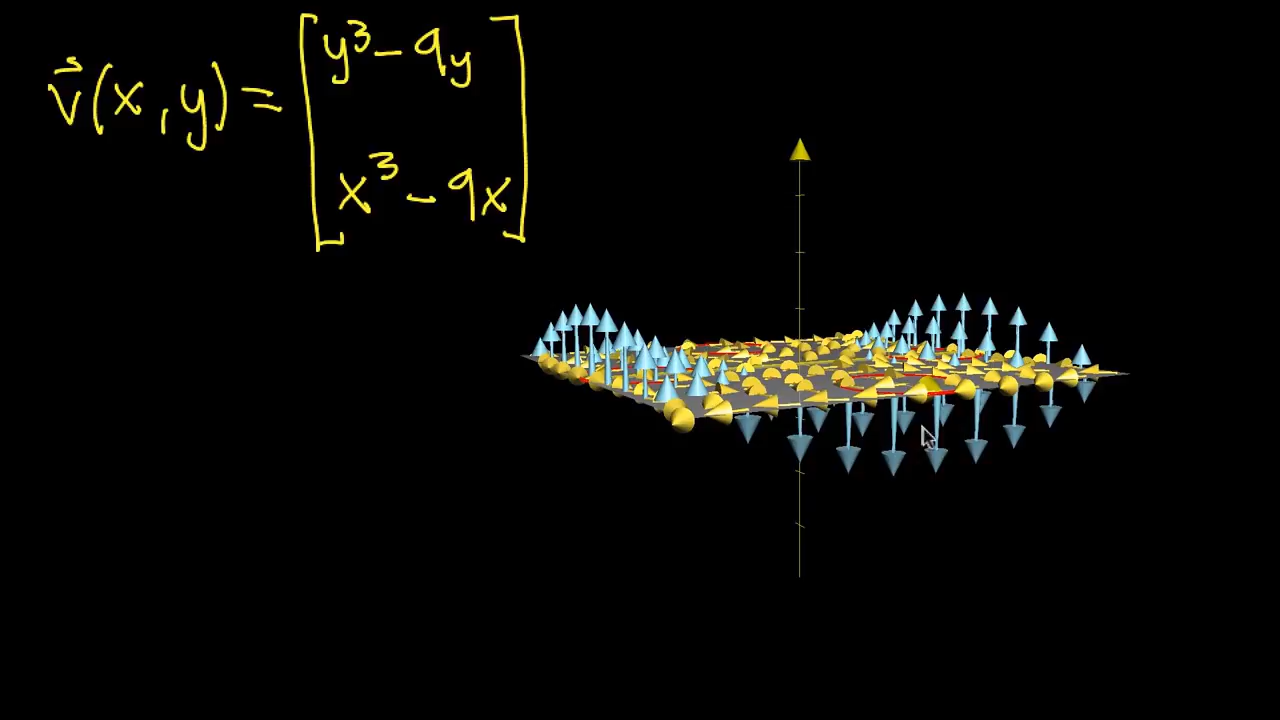 v⃗(x,y) = [y³ - 9y
x³ - 9x]